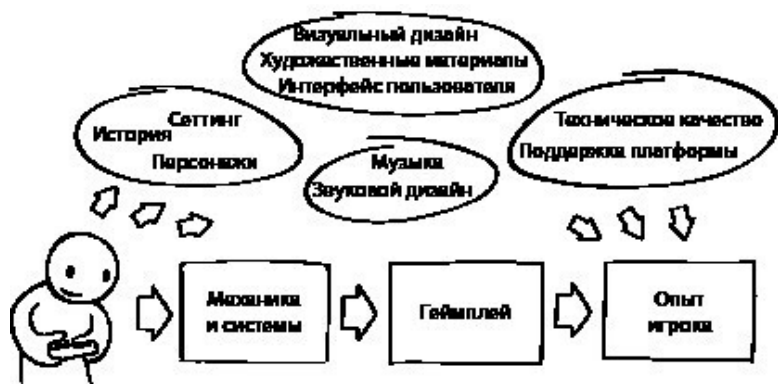 Визуальный дизайн
Художественные материалы
Интерфейс пользователя
Сеттинг
История
Персонажи
Музыка
Звуковой дизайн
Техническое качество
Поддержка платформы
Механика
и системы
Геймплей
Опыт
игрока